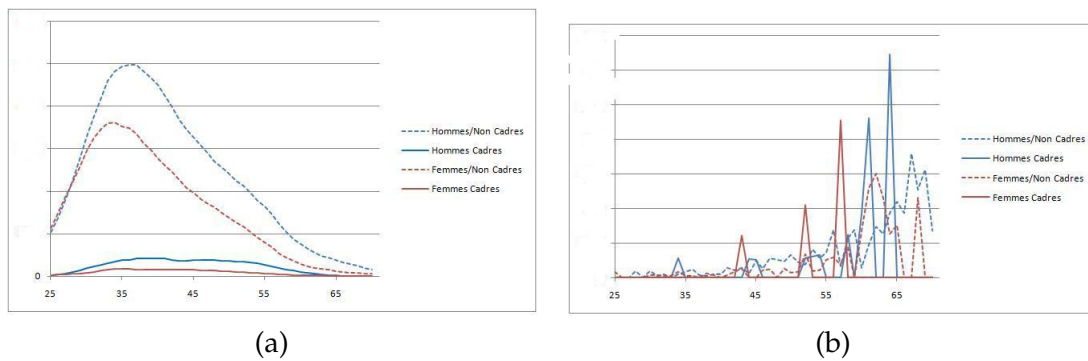 Hommes/Non Cadres
Hommes Cadres
Femmes/Non Cadres
Femmes Cadres
0
25 35 45 55 65
(a)
Hommes/Non Cadres
Hommes Cadres
Femmes/Non Cadres
Femmes Cadres
25 35 45 55 65
(b)